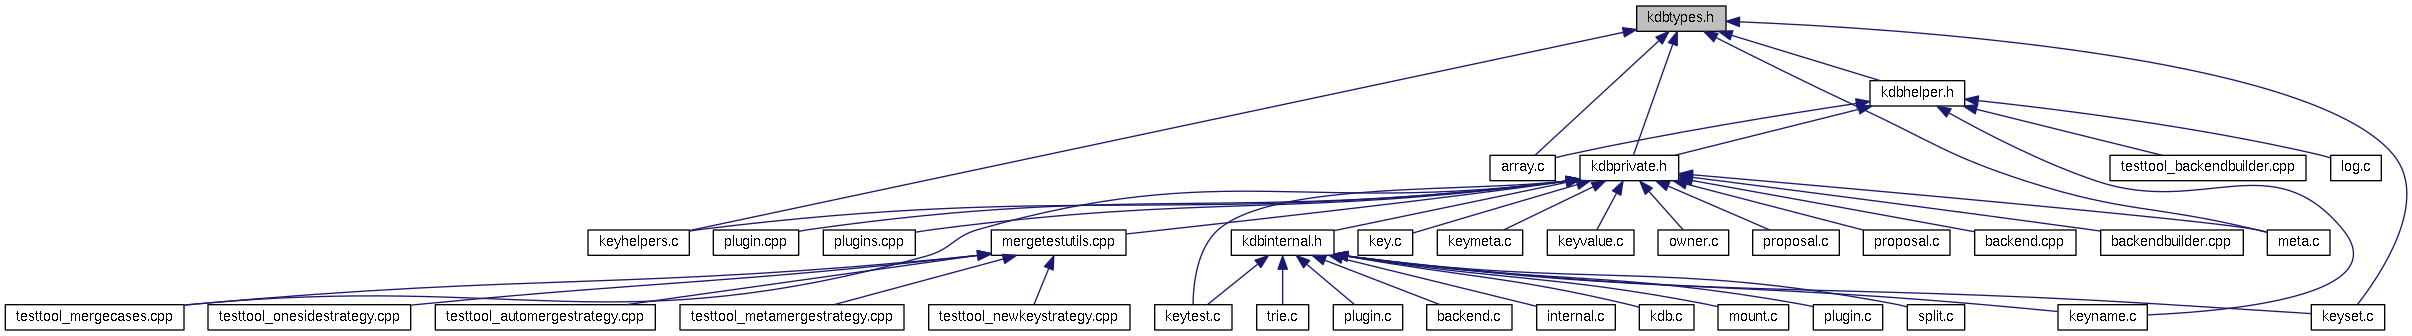 kdbtypes.h
kdbhelper.h
array.c
kdbprivate.h
testtool_backendbuilder.cpp
log.c
keyhelpers.c
plugin.cpp
plugins.cpp
mergetestutils.cpp
kdbinternal.h
key.c
keymeta.c
keyvalue.c
owner.c
proposal.c
proposal.c
backend.cpp
backendbuilder.cpp
meta.c
testtool_mergecases.cpp
testtool_onesidestrategy.cpp
testtool_automergestrategy.cpp
testtool_metamergestrategy.cpp
testtool_newkeystrategy.cpp
keytest.c
trie.c
plugin.c
backend.c
internal.c
kdb.c
mount.c
plugin.c
split.c
keyname.c
keyset.c